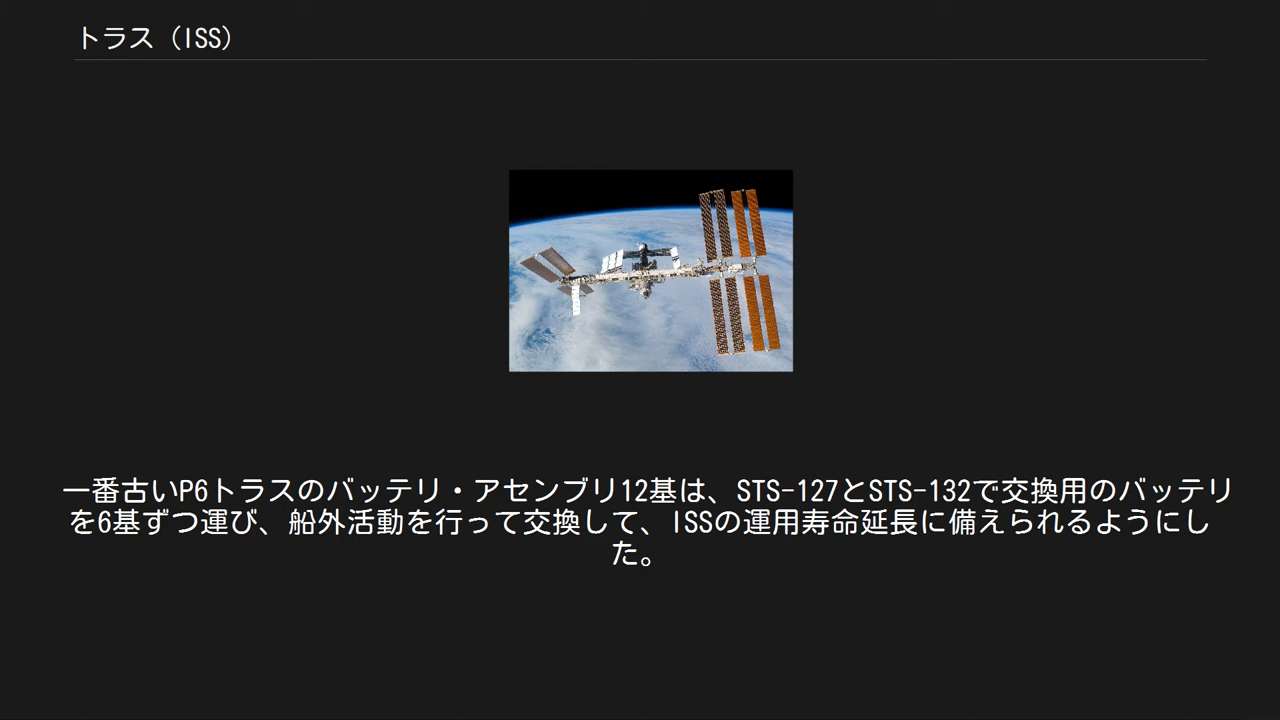 トラス（ISS）
一番古いP6トラスのバッテリ・アセンブリ12基は、STS-127とSTS-132で交換用のバッテリ
を6基ずつ運び、船外活動を行って交換して、ISSの運用寿命延長に備えられるようにし
た。